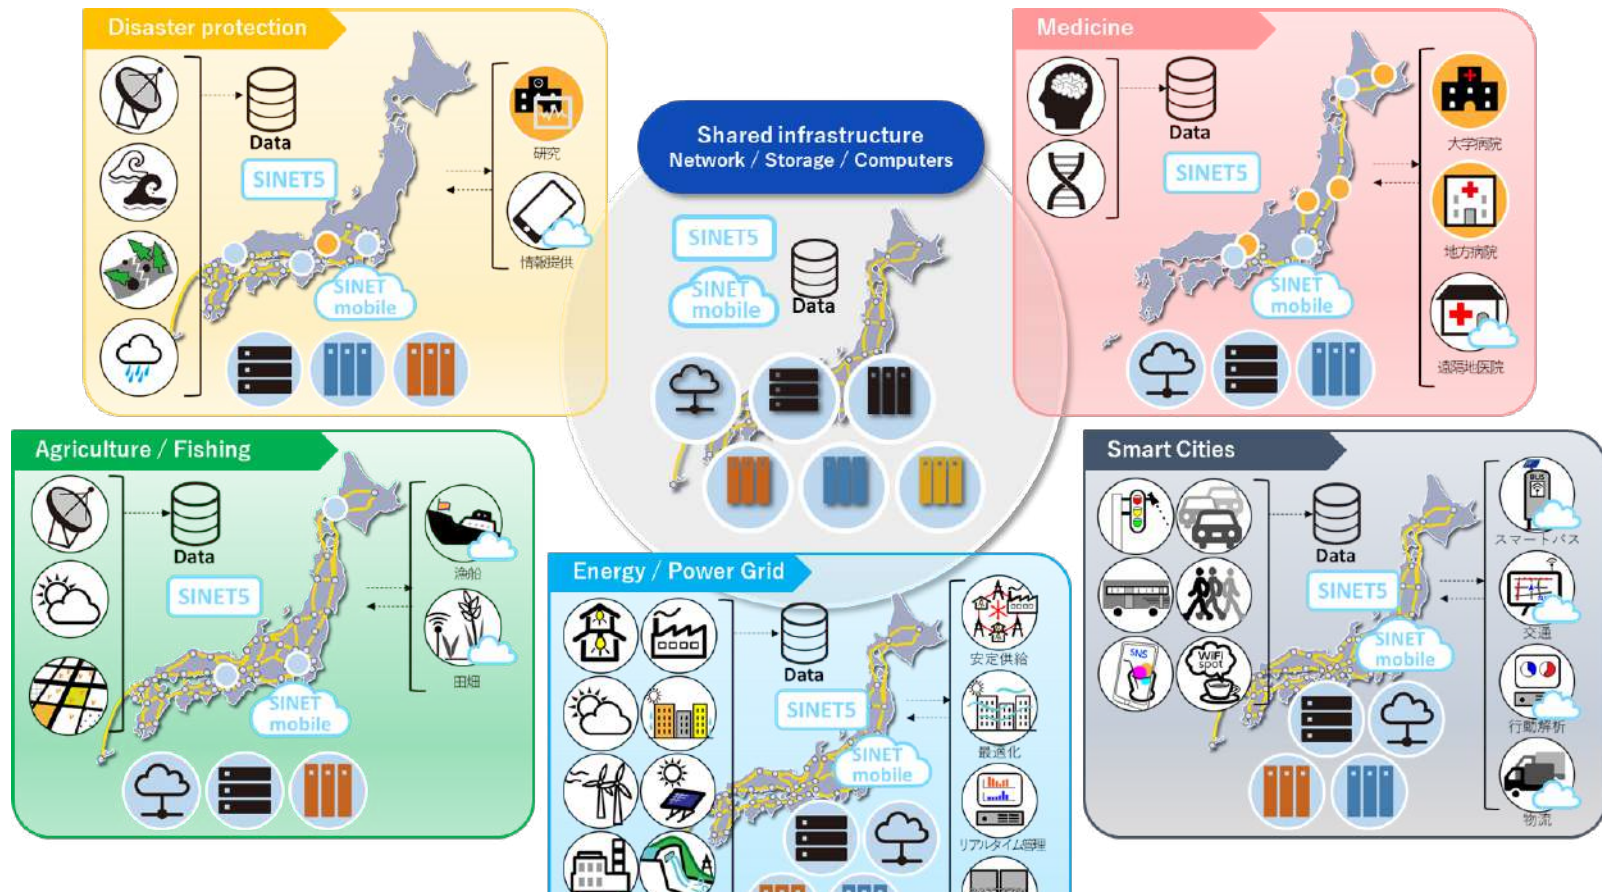 Disaster protection
Data
SINET5
SINET
mobile
研究
情報提供
Shared infrastructure
Network / Storage / Computers
SINET5
SINET
mobile
Data
Medicine
Data
SINET5
SINET
mobile
大学病院
地方病院
遠隔地医院
Agriculture / Fishing
Data
SINET5
SINET
mobile
漁船
田畑
Energy / Power Grid
Data
SINET5
SINET
mobile
安定供給
最適化
リアルタイム管理
Smart Cities
SNS
WiFi
spot
Data
SINET5
SINET
mobile
BUS
スマートバス
交通
行動解析
物流